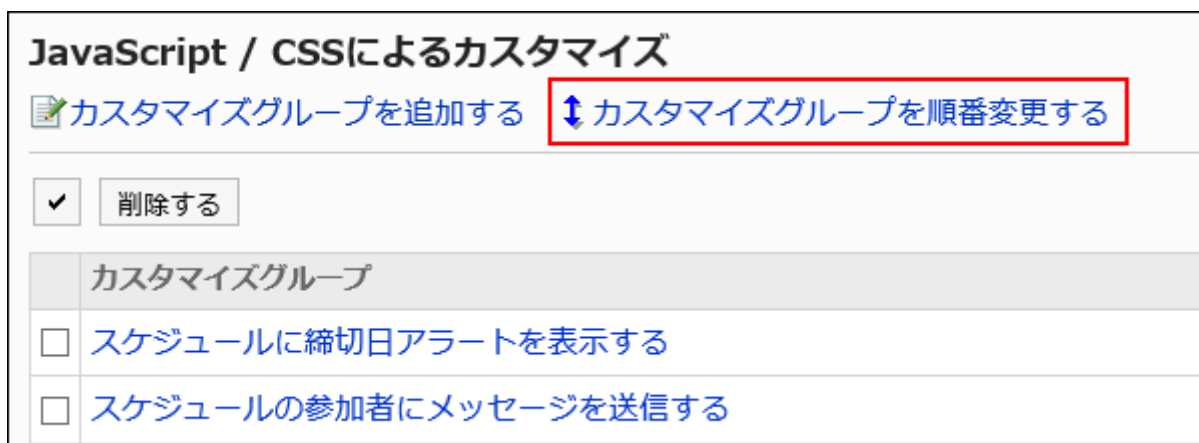 JavaScript / CSSによるカスタマイズ
カスタマイズグループを追加する カスタマイズグループを順番変更する
削除する
カスタマイズグループ
スケジュールに締切日アラートを表示する
スケジュールの参加者にメッセージを送信する